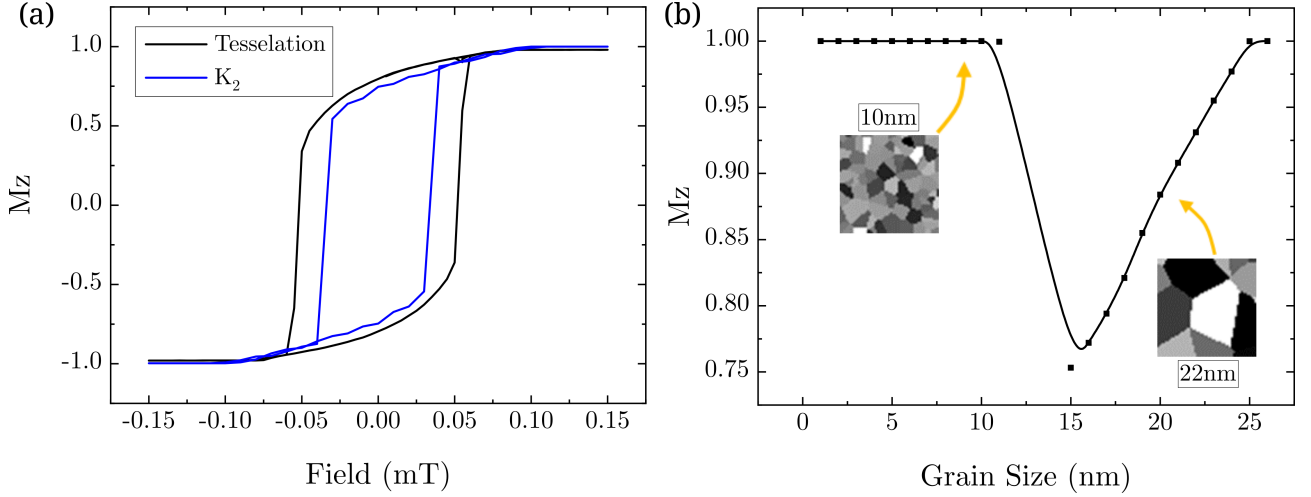 (a)
Tesselation
K₂
1.0
0.5
0.0
-0.5
-1.0
Mz
-0.15 -0.10 -0.05 0.00 0.05 0.10 0.15
Field (mT)
(b)
1.00
0.95
0.90
0.85
0.80
0.75
Mz
10nm
22nm
0 5 10 15 20 25
Grain Size (nm)